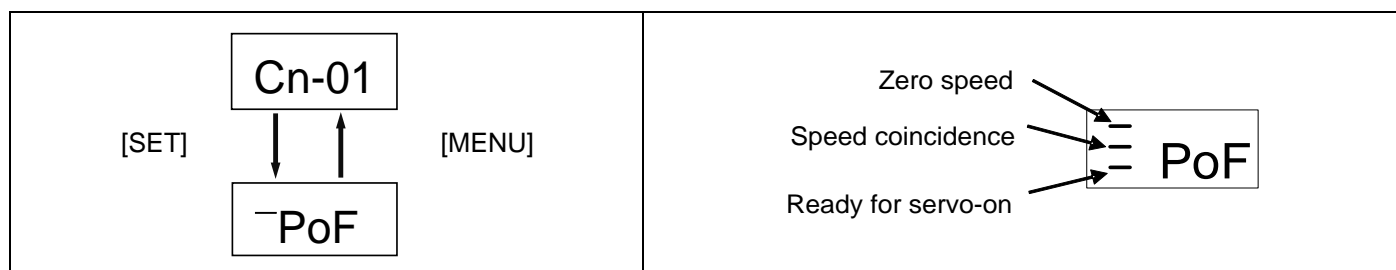 Cn-01
[SET]
[MENU]
‾PoF
Zero speed
Speed coincidence
Ready for servo-on
PoF